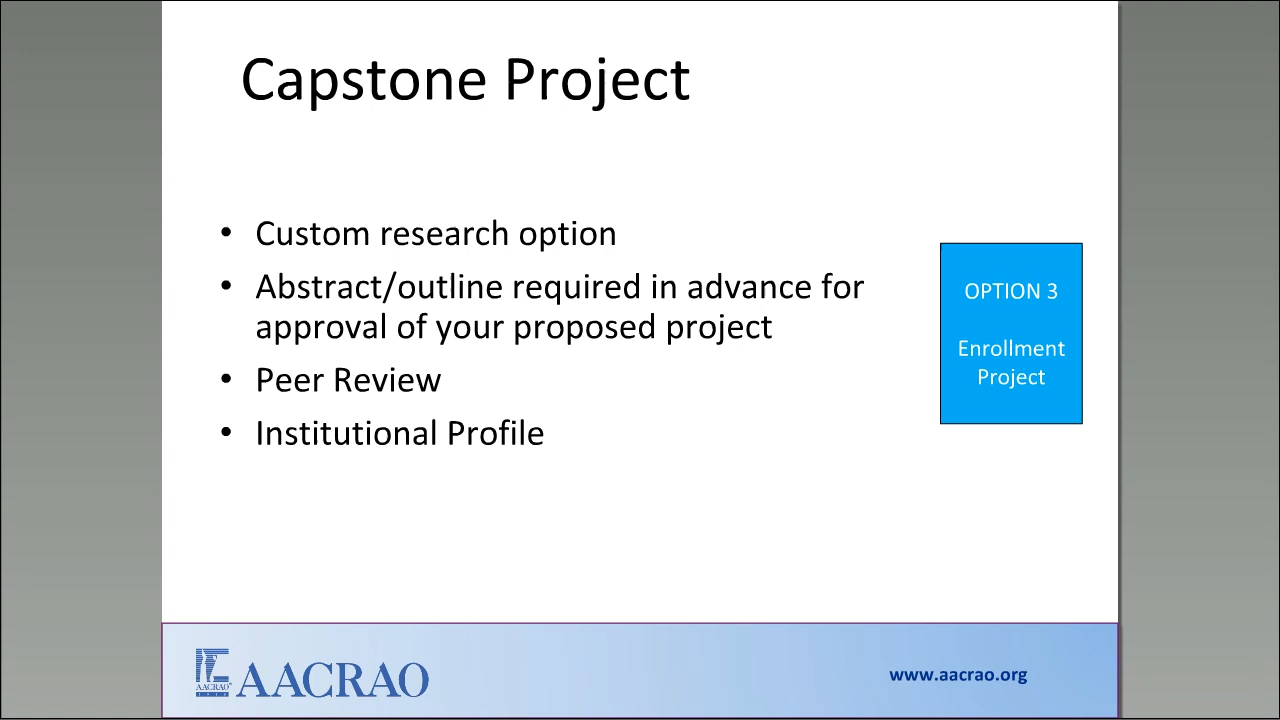 Capstone Project
• Custom research option
• Abstract/outline required in advance for
approval of your proposed project
• Peer Review
• Institutional Profile
OPTION 3
Enrollment
Project
AACRAO
AACRAO
www.aacrao.org